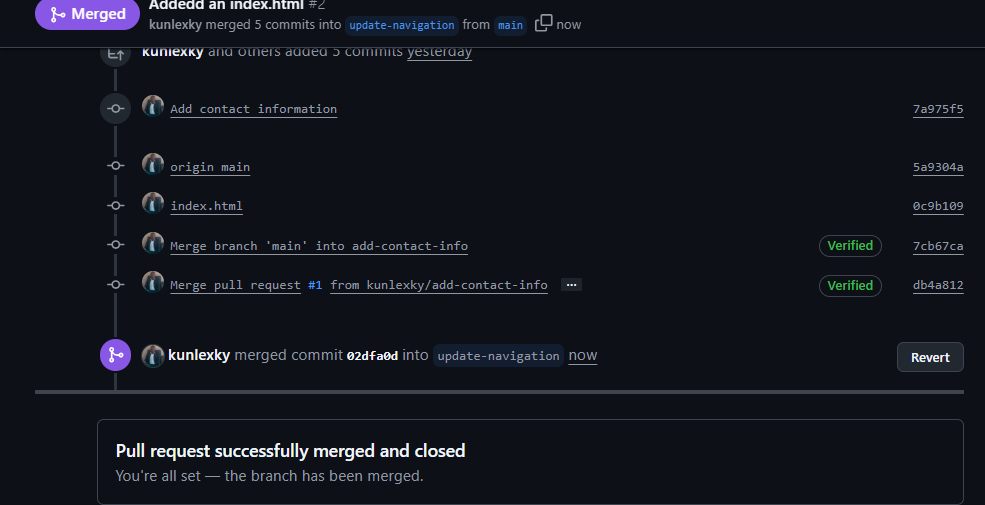 Merged
Addedd an index.html #2
kunlexky merged 5 commits into update-navigation from main now
kunlexky and others added 5 commits yesterday
Add contact information 7a975f5
origin main 5a9304a
index.html 0c9b109
Merge branch 'main' into add-contact-info Verified 7cb67ca
Merge pull request #1 from kunlexky/add-contact-info ... Verified db4a812
kunlexky merged commit 02dfa0d into update-navigation now Revert
Pull request successfully merged and closed
You're all set — the branch has been merged.